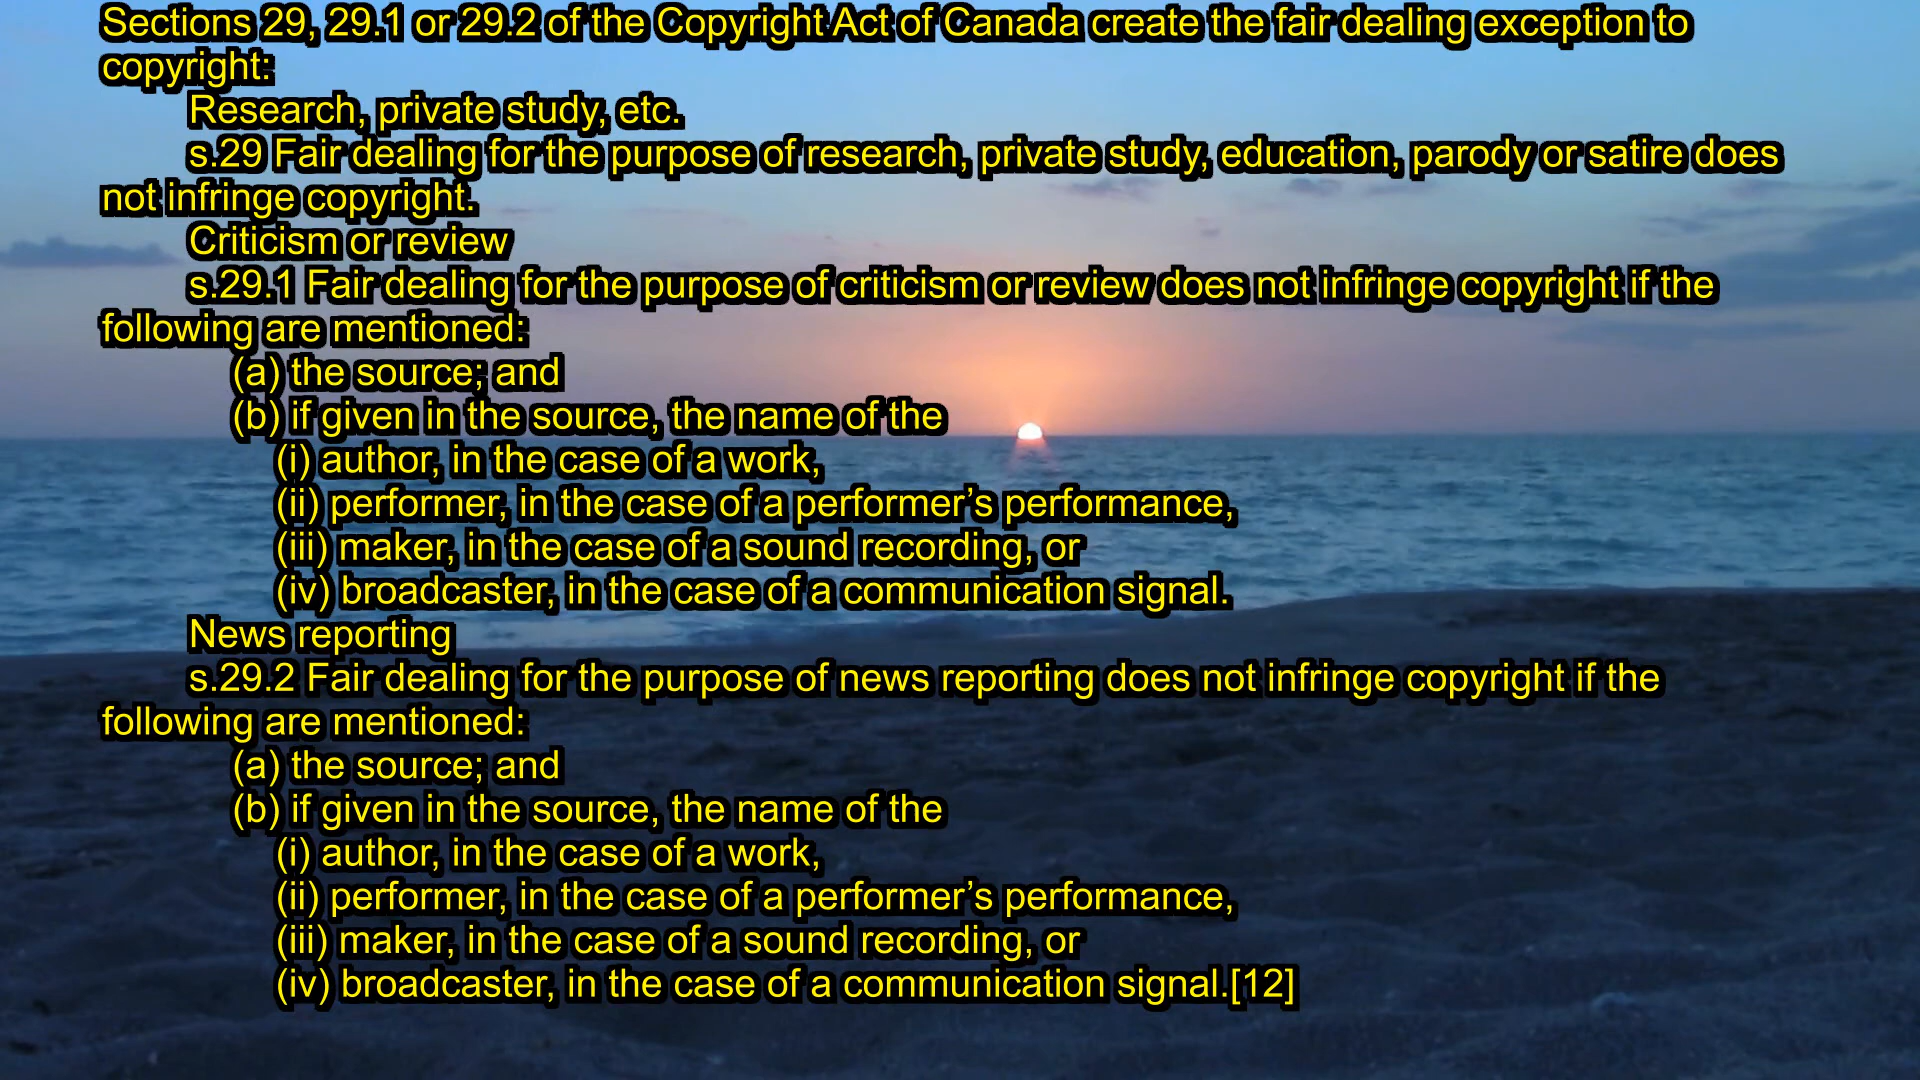 Sections 29, 29.1 or 29.2 of the Copyright Act of Canada create the fair dealing exception to
copyright:
Research, private study, etc.
s.29 Fair dealing for the purpose of research, private study, education, parody or satire does
not infringe copyright.
Criticism or review
s.29.1 Fair dealing for the purpose of criticism or review does not infringe copyright if the
following are mentioned:
(a) the source; and
(b) if given in the source, the name of the
(i) author, in the case of a work,
(ii) performer, in the case of a performer’s performance,
(iii) maker, in the case of a sound recording, or
(iv) broadcaster, in the case of a communication signal.
News reporting
s.29.2 Fair dealing for the purpose of news reporting does not infringe copyright if the
following are mentioned:
(a) the source; and
(b) if given in the source, the name of the
(i) author, in the case of a work,
(ii) performer, in the case of a performer’s performance,
(iii) maker, in the case of a sound recording, or
(iv) broadcaster, in the case of a communication signal.[12]